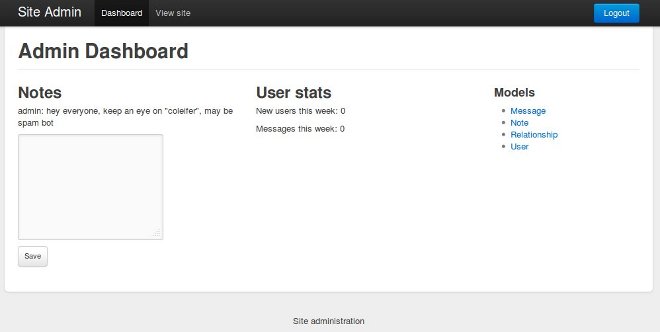 Site Admin Dashboard View site Logout
Admin Dashboard
Notes
admin: hey everyone, keep an eye on "coleifer", may be
spam bot
Save
User stats
New users this week: 0
Messages this week: 0
Models
Message
Note
Relationship
User
Site administration